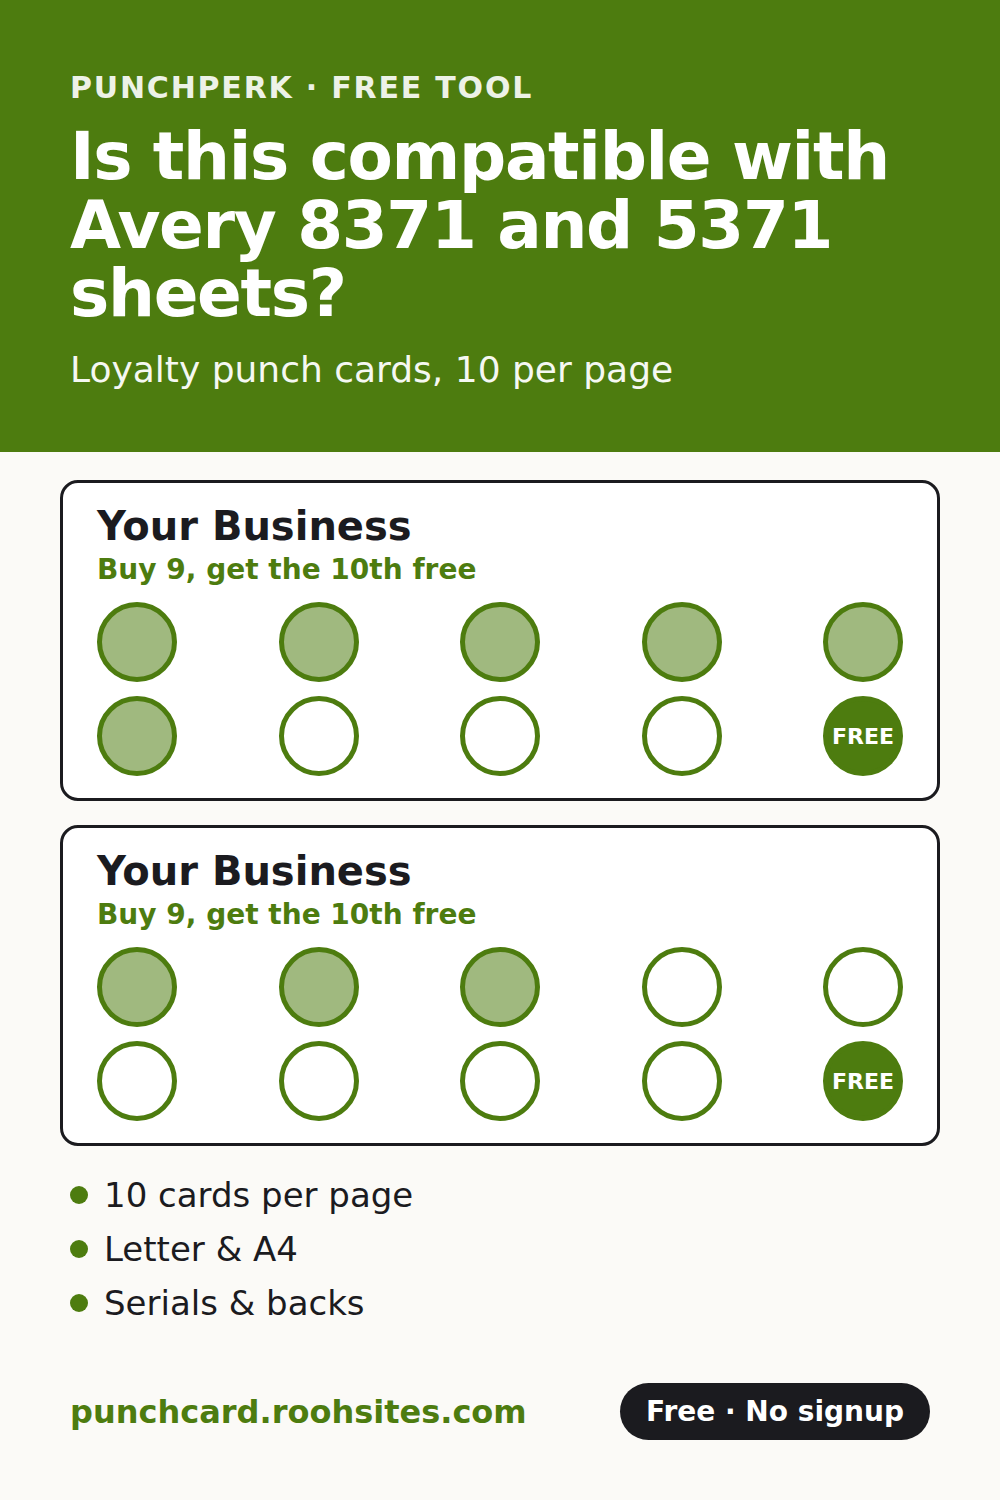 PUNCHPERK · FREE TOOL
Is this compatible with
Avery 8371 and 5371
sheets?
Loyalty punch cards, 10 per page
Your Business
Buy 9, get the 10th free
FREE
Your Business
Buy 9, get the 10th free
FREE
10 cards per page
Letter & A4
Serials & backs
punchcard.roohsites.com
Free · No signup